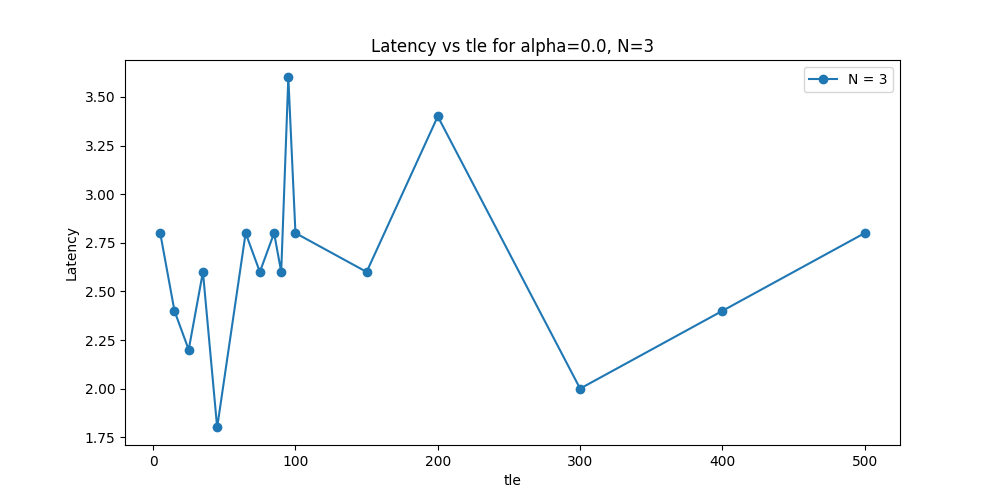 Latency vs tle for alpha=0.0, N=3
N = 3
3.50
3.25
3.00
2.75
2.50
2.25
2.00
1.75
Latency
0 100 200 300 400 500
tle